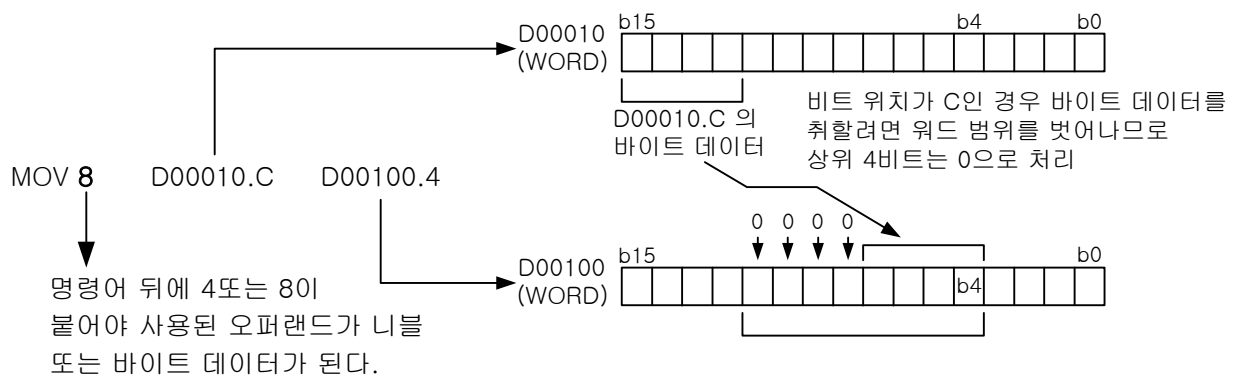 D00010
(WORD)
b15 b4 b0
D00010.C 의
바이트 데이터
비트 위치가 C인 경우 바이트 데이터를
취할려면 워드 범위를 벗어나므로
상위 4비트는 0으로 처리
MOV 8 D00010.C D00100.4
0 0 0 0
D00100
(WORD)
b15 b0
b4
명령어 뒤에 4또는 8이
붙어야 사용된 오퍼랜드가 니블
또는 바이트 데이터가 된다.